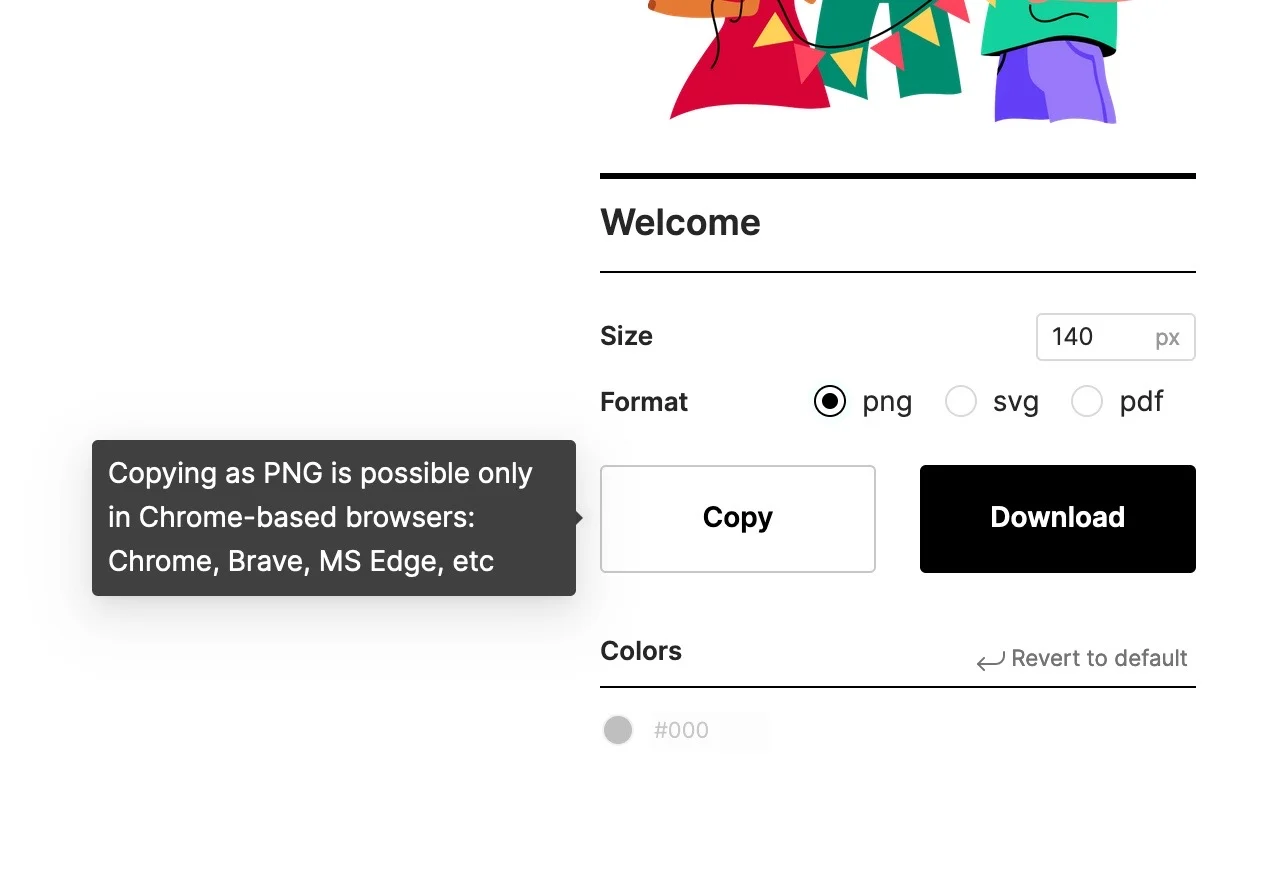 Welcome
Size
140 px
Format
png svg pdf
Copying as PNG is possible only
in Chrome-based browsers:
Chrome, Brave, MS Edge, etc
Copy
Download
Colors
Revert to default
#000